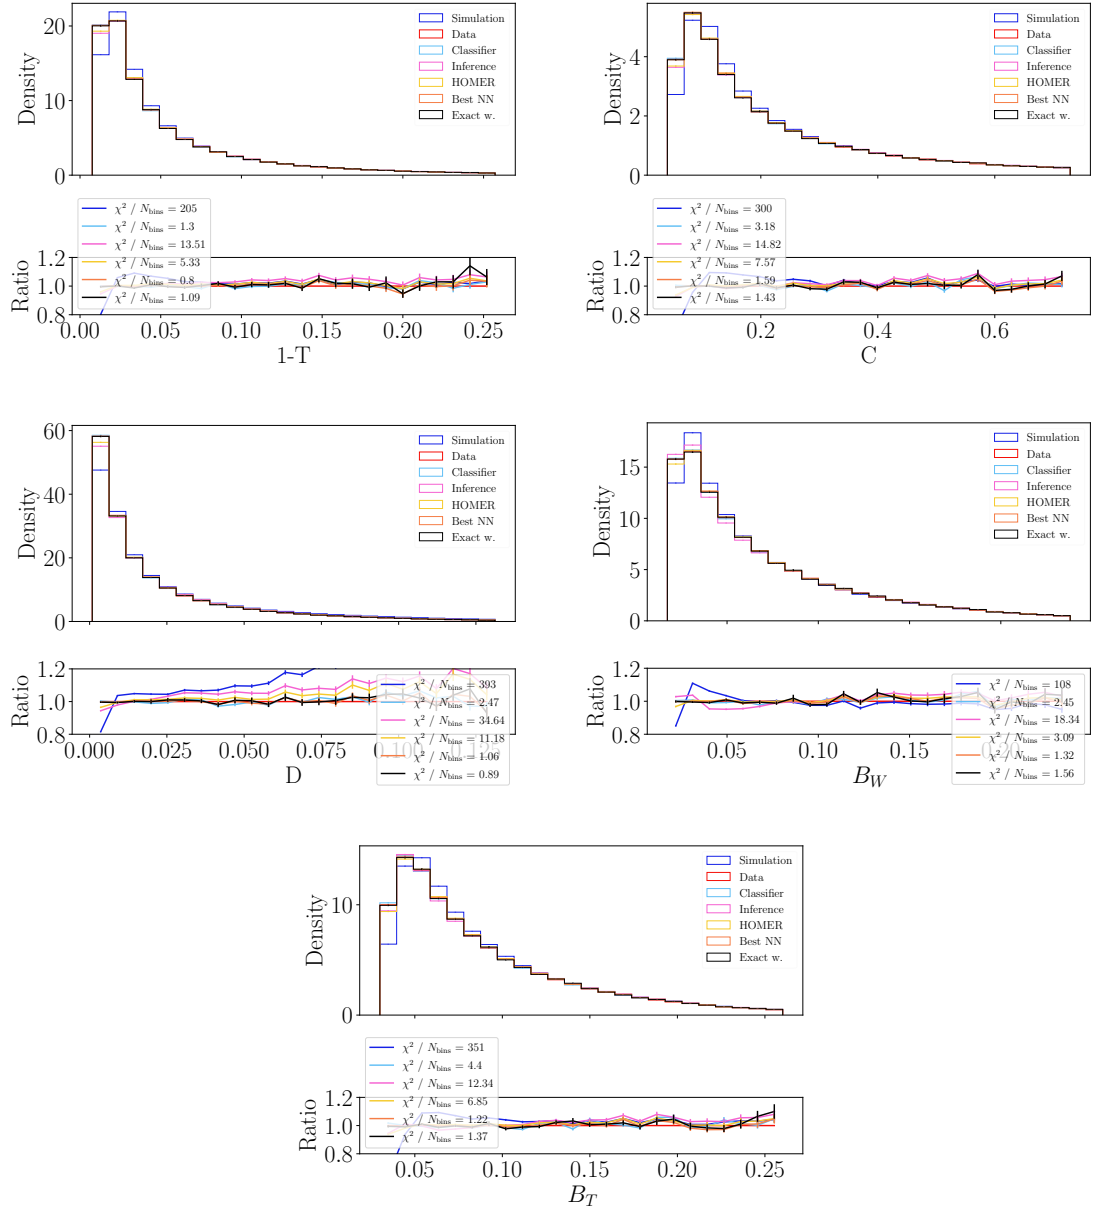 Density
20
10
0
Simulation
Data
Classifier
Inference
HOMER
Best NN
Exact w.
χ² / N_bins = 205
χ² / N_bins = 1.3
χ² / N_bins = 13.51
χ² / N_bins = 5.33
χ² / N_bins = 0.8
χ² / N_bins = 1.09
Ratio
1.2
1.0
0.8
0.00 0.05 0.10 0.15 0.20 0.25
1-T
Density
4
2
0
Simulation
Data
Classifier
Inference
HOMER
Best NN
Exact w.
χ² / N_bins = 300
χ² / N_bins = 3.18
χ² / N_bins = 14.82
χ² / N_bins = 7.57
χ² / N_bins = 1.59
χ² / N_bins = 1.43
Ratio
1.2
1.0
0.8
0.2 0.4 0.6
C
Density
60
40
20
0
Simulation
Data
Classifier
Inference
HOMER
Best NN
Exact w.
Ratio
1.2
1.0
0.8
χ² / N_bins = 393
χ² / N_bins = 2.47
χ² / N_bins = 34.64
χ² / N_bins = 11.18
χ² / N_bins = 1.06
χ² / N_bins = 0.89
0.000 0.025 0.050 0.075 0.100 0.125
D
Density
15
10
5
0
Simulation
Data
Classifier
Inference
HOMER
Best NN
Exact w.
Ratio
1.2
1.0
0.8
χ² / N_bins = 108
χ² / N_bins = 2.45
χ² / N_bins = 18.34
χ² / N_bins = 3.09
χ² / N_bins = 1.32
χ² / N_bins = 1.56
0.05 0.10 0.15 0.20
B_W
Density
10
0
Simulation
Data
Classifier
Inference
HOMER
Best NN
Exact w.
χ² / N_bins = 351
χ² / N_bins = 4.4
χ² / N_bins = 12.34
χ² / N_bins = 6.85
χ² / N_bins = 1.22
χ² / N_bins = 1.37
Ratio
1.2
1.0
0.8
0.05 0.10 0.15 0.20 0.25
B_T